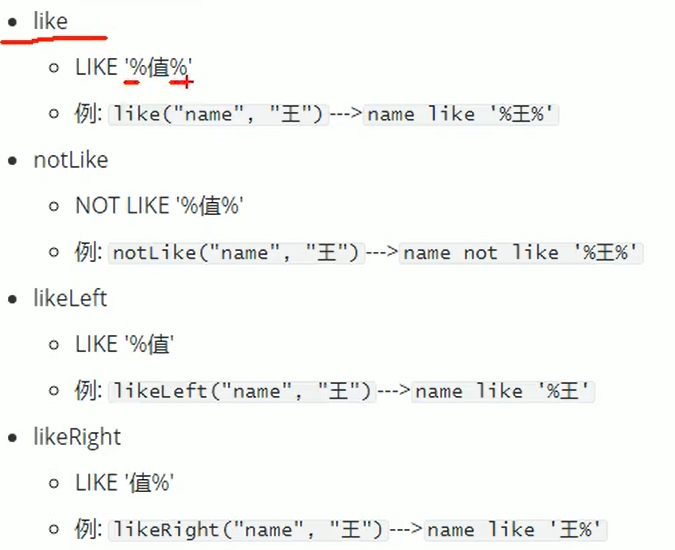 like
LIKE '%值%'
例: like("name", "王")--->name like '%王%'
notLike
NOT LIKE '%值%'
例: notLike("name", "王")--->name not like '%王%'
likeLeft
LIKE '%值'
例: likeLeft("name", "王")--->name like '%王'
likeRight
LIKE '值%'
例: likeRight("name", "王")--->name like '王%'